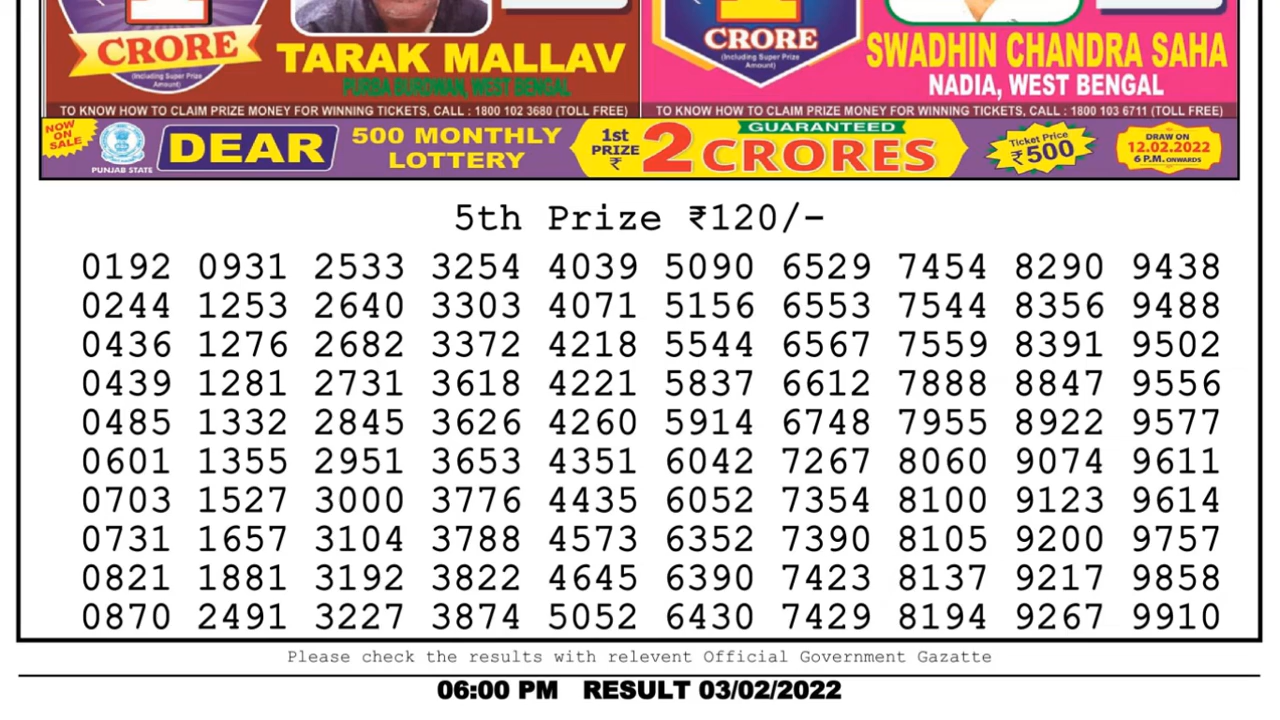 CRORE
(Including Super Prize
Amount)
TARAK MALLAV
PURBA BURDWAN, WEST BENGAL
TO KNOW HOW TO CLAIM PRIZE MONEY FOR WINNING TICKETS, CALL : 1800 102 3680 (TOLL FREE)
CRORE
(Including Super Prize
Amount)
SWADHIN CHANDRA SAHA
NADIA, WEST BENGAL
TO KNOW HOW TO CLAIM PRIZE MONEY FOR WINNING TICKETS, CALL : 1800 103 6711 (TOLL FREE)
NOW
ON
SALE
PUNJAB STATE
DEAR
500 MONTHLY
LOTTERY
1st
PRIZE
₹
GUARANTEED
2 CRORES
Ticket Price
₹500
DRAW ON
12.02.2022
6 P.M. ONWARDS
5th Prize ₹120/-
0192 0931 2533 3254 4039 5090 6529 7454 8290 9438
0244 1253 2640 3303 4071 5156 6553 7544 8356 9488
0436 1276 2682 3372 4218 5544 6567 7559 8391 9502
0439 1281 2731 3618 4221 5837 6612 7888 8847 9556
0485 1332 2845 3626 4260 5914 6748 7955 8922 9577
0601 1355 2951 3653 4351 6042 7267 8060 9074 9611
0703 1527 3000 3776 4435 6052 7354 8100 9123 9614
0731 1657 3104 3788 4573 6352 7390 8105 9200 9757
0821 1881 3192 3822 4645 6390 7423 8137 9217 9858
0870 2491 3227 3874 5052 6430 7429 8194 9267 9910
Please check the results with relevent Official Government Gazatte
06:00 PM RESULT 03/02/2022